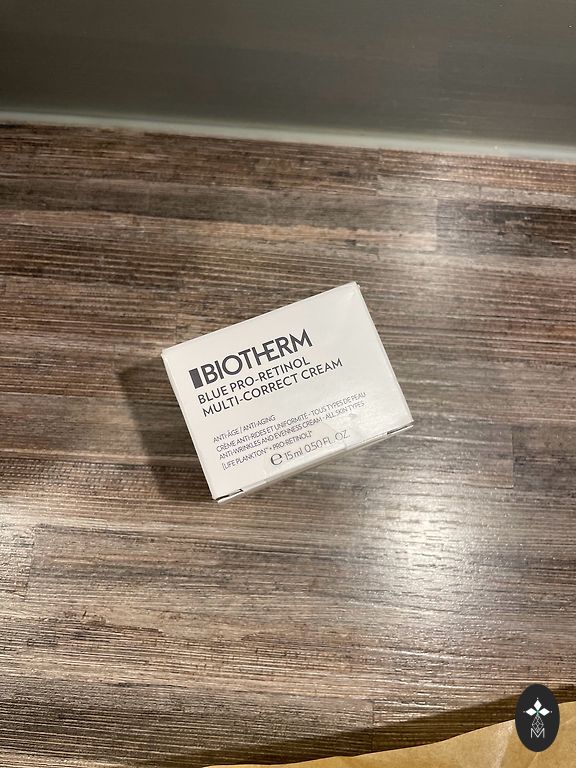 BIOTHERM
BLUE PRO-RETINOL
MULTI-CORRECT CREAM
ANTI-ÂGE / ANTI-AGING
CRÈME ANTI-RIDES ET UNIFORMITÉ - TOUS TYPES DE PEAU
ANTI-WRINKLES AND EVENNESS CREAM - ALL SKIN TYPES
[LIFE PLANKTON™ + PRO-RETINOL]*
℮ 15 ml 0.50 FL. OZ.
M